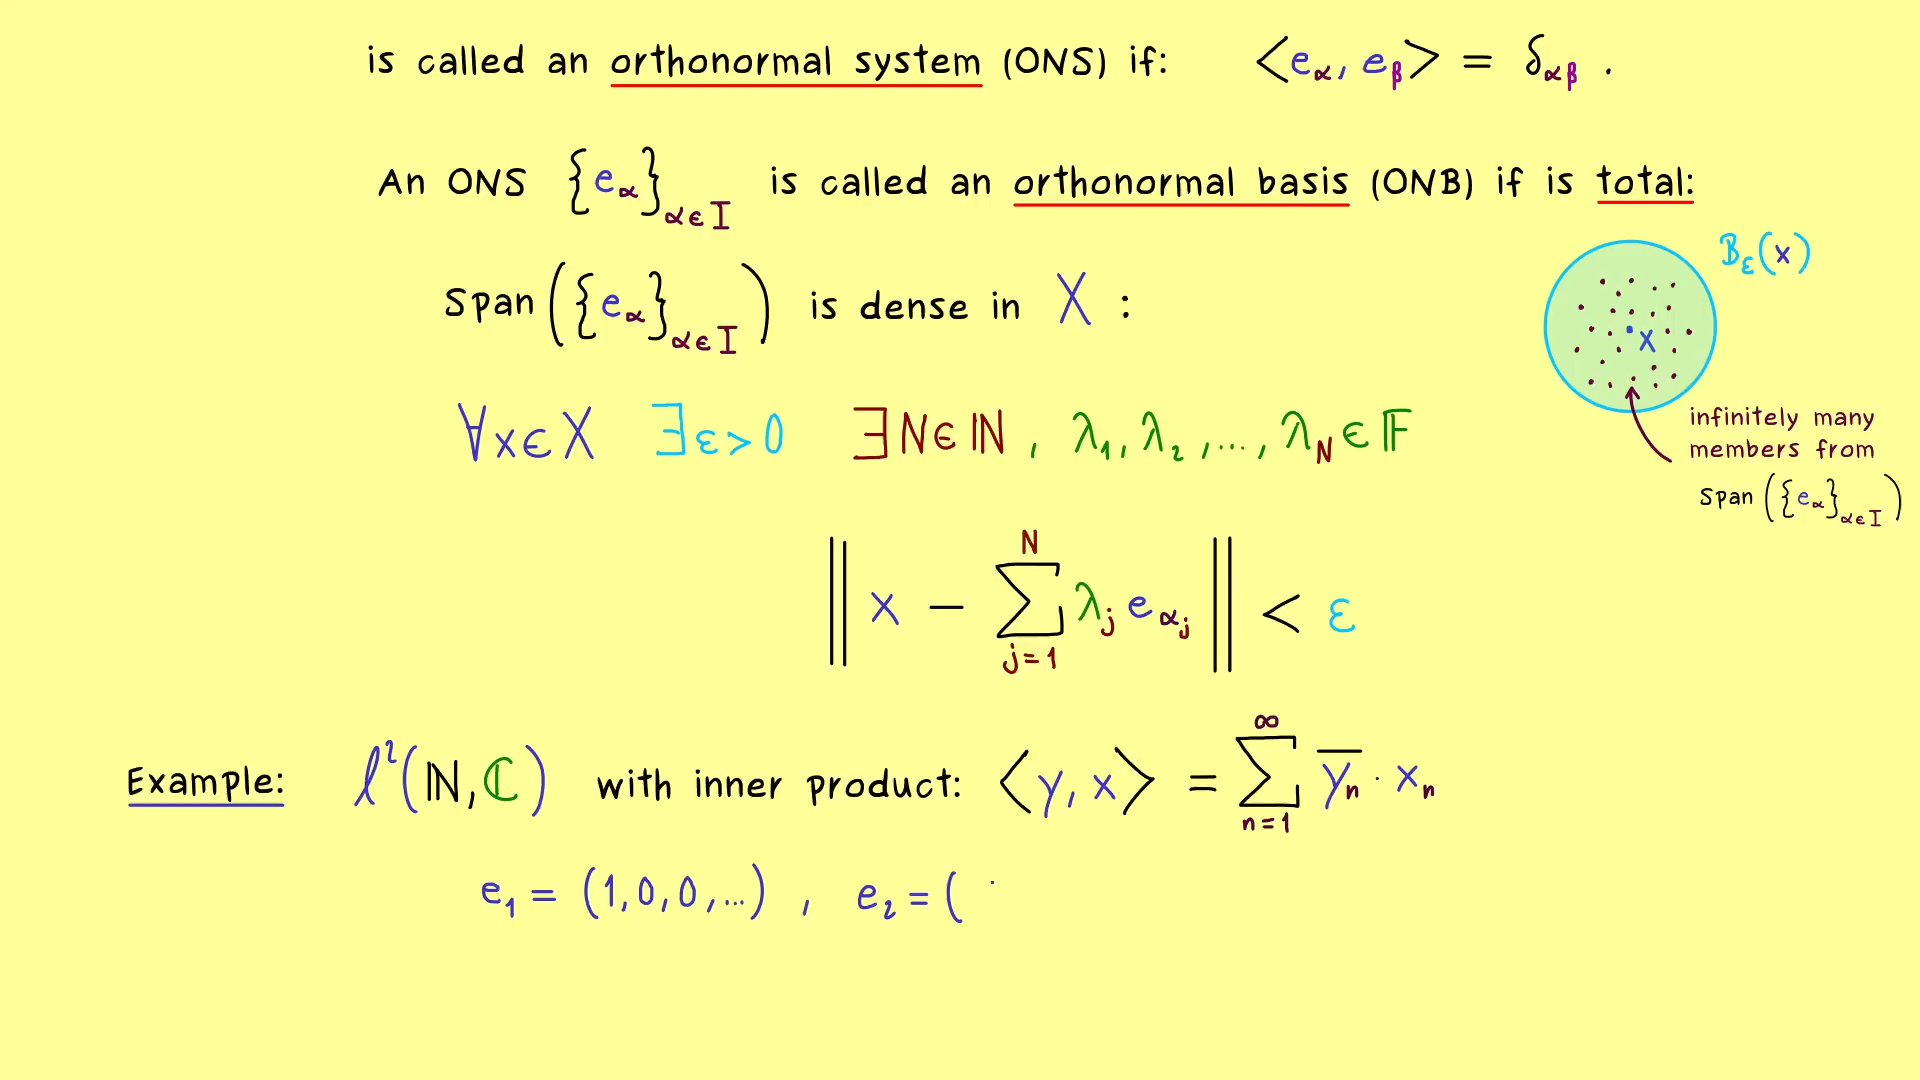 is called an orthonormal system (ONS) if: <e_α, e_β> = δ_αβ .
An ONS {e_α}_α∈I is called an orthonormal basis (ONB) if is total:
B_ε(x)
Span({e_α}_α∈I) is dense in X :
x
∀x∈X ∃ε>0 ∃N∈ℕ, λ_1, λ_2, ..., λ_N ∈ 𝔽
infinitely many
members from
Span({e_α}_α∈I)
‖ x − ∑_{j=1}^{N} λ_j e_{α_j} ‖ < ε
Example: ℓ²(ℕ,ℂ) with inner product: <y, x> = ∑_{n=1}^{∞} \overline{y_n} · x_n
e_1 = (1,0,0,...) , e_2 = (